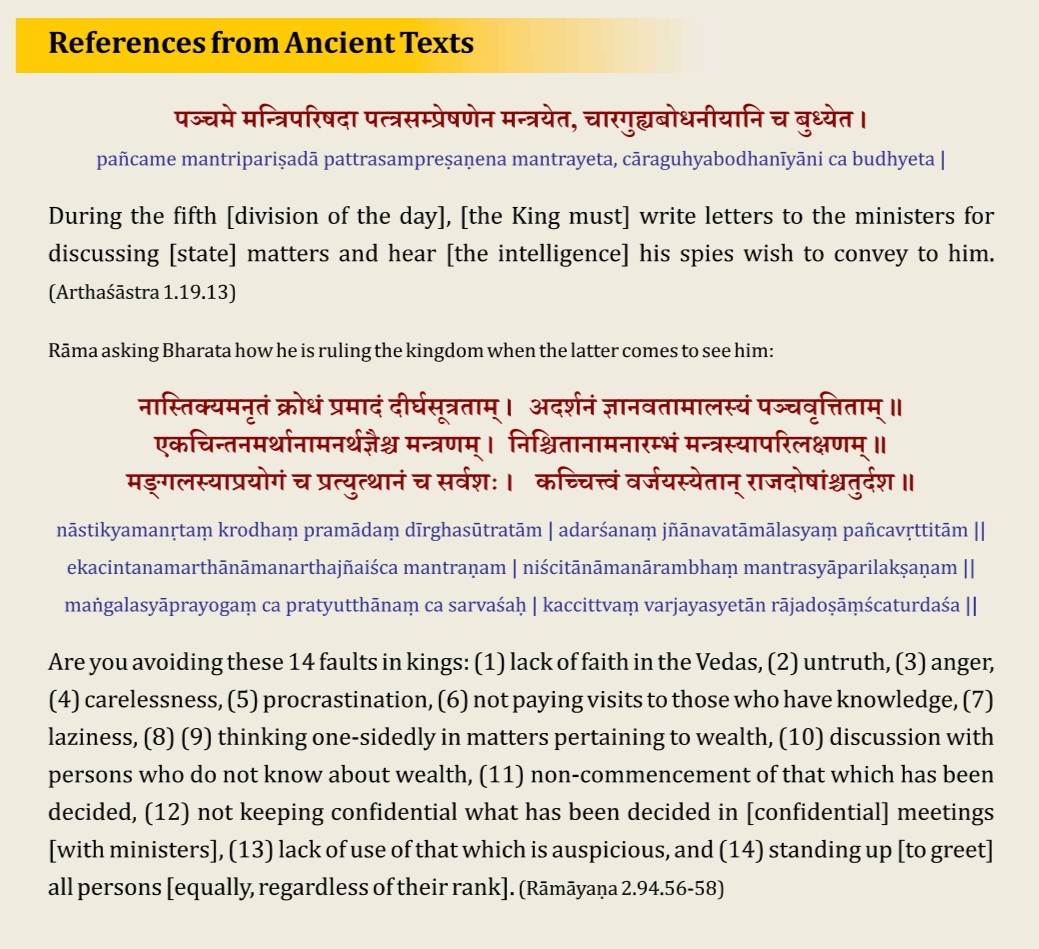 References from Ancient Texts
पञ्चमे मन्त्रिपरिषदा पत्त्रसम्प्रेषणेन मन्त्रयेत, चारगुह्यबोधनीयानि च बुध्येत।
pañcame mantripariṣadā pattrasampreṣaṇena mantrayeta, cāraguhyabodhanīyāni ca budhyeta |
During the fifth [division of the day], [the King must] write letters to the ministers for
discussing [state] matters and hear [the intelligence] his spies wish to convey to him.
(Arthaśāstra 1.19.13)
Rāma asking Bharata how he is ruling the kingdom when the latter comes to see him:
नास्तिक्यमनृतं क्रोधं प्रमादं दीर्घसूत्रताम्। अदर्शनं ज्ञानवतामालस्यं पञ्चवृत्तिताम्॥
एकचिन्तनमर्थानामनर्थज्ञैश्च मन्त्रणम्। निश्चितानामनारम्भं मन्त्रस्यापरिलक्षणम्॥
मङ्गलस्याप्रयोगं च प्रत्युत्थानं च सर्वशः। कच्चित्त्वं वर्जयस्येतान् राजदोषांश्चतुर्दश॥
nāstikyamanṛtaṃ krodhaṃ pramādaṃ dīrghasūtratām | adarśanaṃ jñānavatāmālasyaṃ pañcavṛttitām ||
ekacintanamarthānāmanarthajñaiśca mantraṇam | niścitānāmanārambhaṃ mantrasyāparilakṣaṇam ||
maṅgalasyāprayogaṃ ca pratyutthānaṃ ca sarvaśaḥ | kaccittvaṃ varjayasyetān rājadoṣāṃścaturdaśa ||
Are you avoiding these 14 faults in kings: (1) lack of faith in the Vedas, (2) untruth, (3) anger,
(4) carelessness, (5) procrastination, (6) not paying visits to those who have knowledge, (7)
laziness, (8) (9) thinking one-sidedly in matters pertaining to wealth, (10) discussion with
persons who do not know about wealth, (11) non-commencement of that which has been
decided, (12) not keeping confidential what has been decided in [confidential] meetings
[with ministers], (13) lack of use of that which is auspicious, and (14) standing up [to greet]
all persons [equally, regardless of their rank]. (Rāmāyaṇa 2.94.56-58)